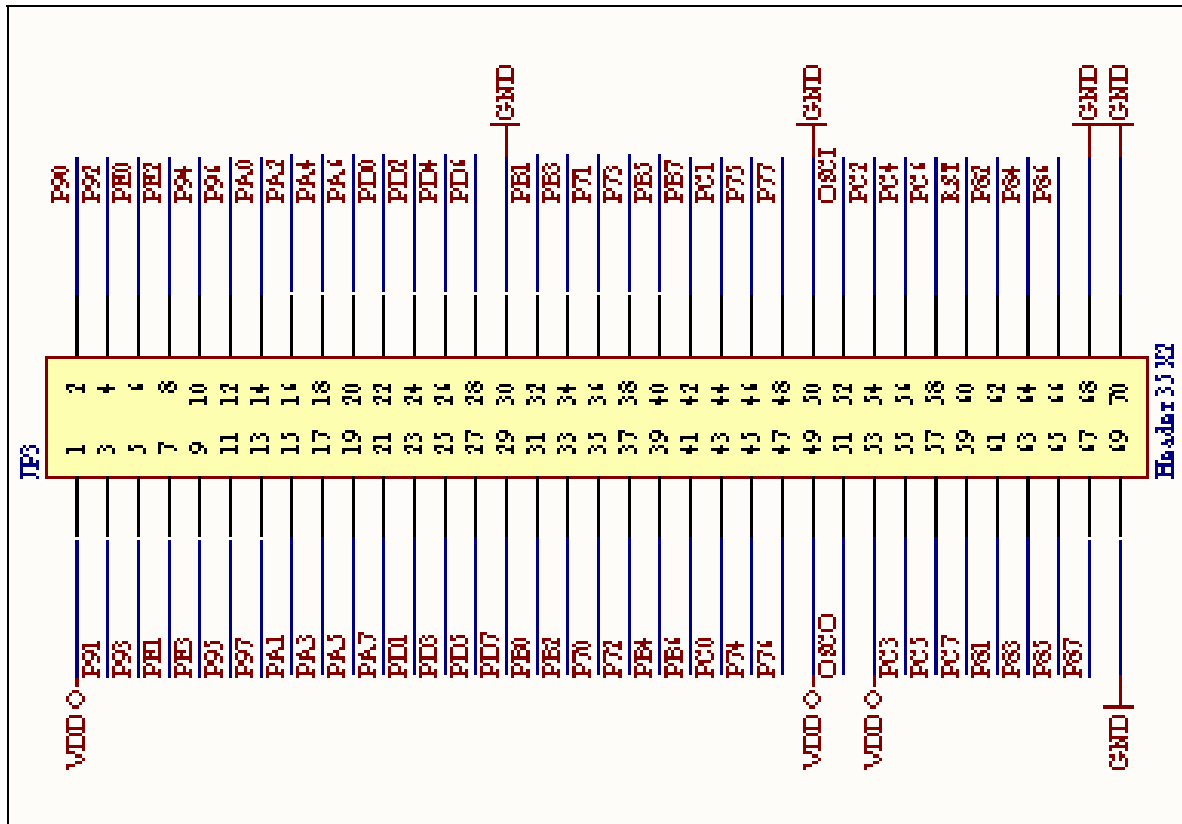 P90
P92
PE0
PE2
P94
P96
PA0
PA2
PA4
PA6
PD0
PD2
PD4
PD6
GND
PB1
PB3
P71
P73
PB5
PB7
PC1
P75
P77
GND
OSCI
PC2
PC4
PC6
RST
P82
P84
P86
GND
GND
JP3
2
4
6
8
10
12
14
16
18
20
22
24
26
28
30
32
34
36
38
40
42
44
46
48
50
52
54
56
58
60
62
64
66
68
70
1
3
5
7
9
11
13
15
17
19
21
23
25
27
29
31
33
35
37
39
41
43
45
47
49
51
53
55
57
59
61
63
65
67
69
Header 35X2
VDD
P91
P93
PE1
PE3
P95
P97
PA1
PA3
PA5
PA7
PD1
PD3
PD5
PD7
PB0
PB2
P70
P72
PB4
PB6
PC0
P74
P76
VDD
OSCO
VDD
PC3
PC5
PC7
P81
P83
P85
P87
GND